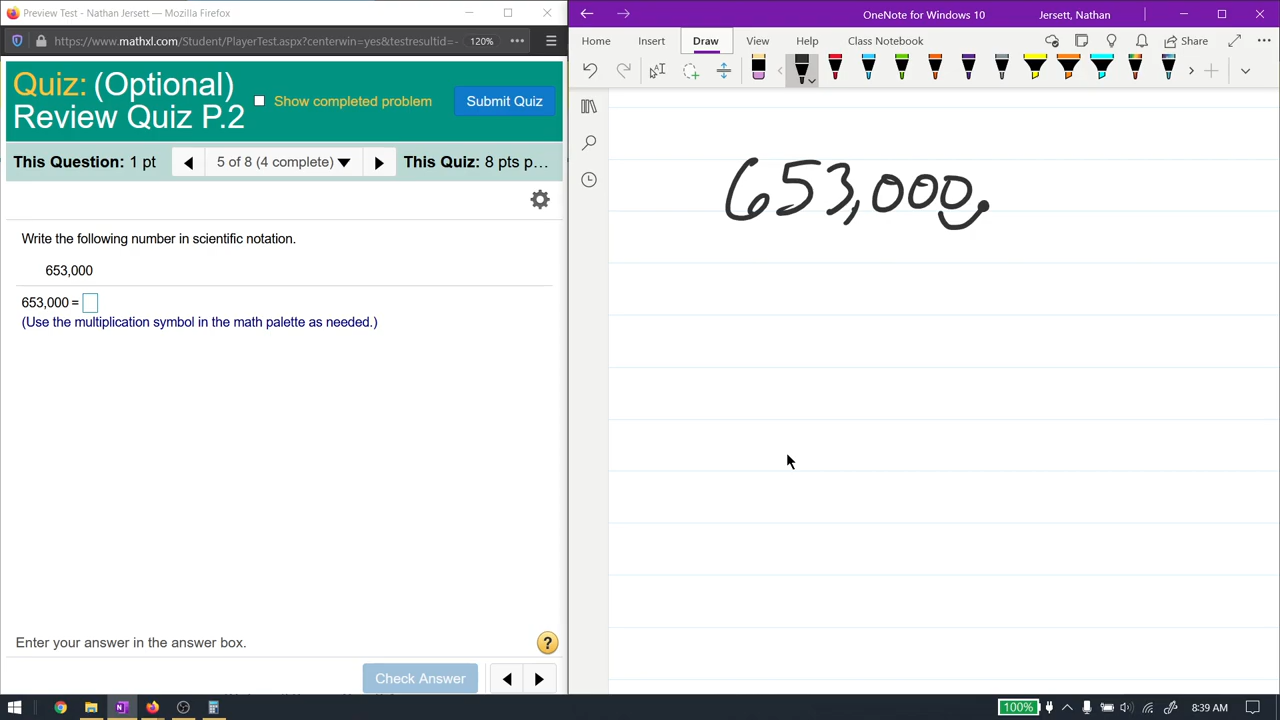 Preview Test - Nathan Jersett — Mozilla Firefox
https://www.mathxl.com/Student/PlayerTest.aspx?centerwin=yes&testresultid=-
120%
OneNote for Windows 10
Jersett, Nathan
Home
Insert
Draw
View
Help
Class Notebook
Share
Quiz: (Optional)
Review Quiz P.2
Show completed problem
Submit Quiz
This Question: 1 pt
5 of 8 (4 complete)
This Quiz: 8 pts p…
Write the following number in scientific notation.
653,000
653,000 =
(Use the multiplication symbol in the math palette as needed.)
653,000.
Enter your answer in the answer box.
?
Check Answer
100%
8:39 AM